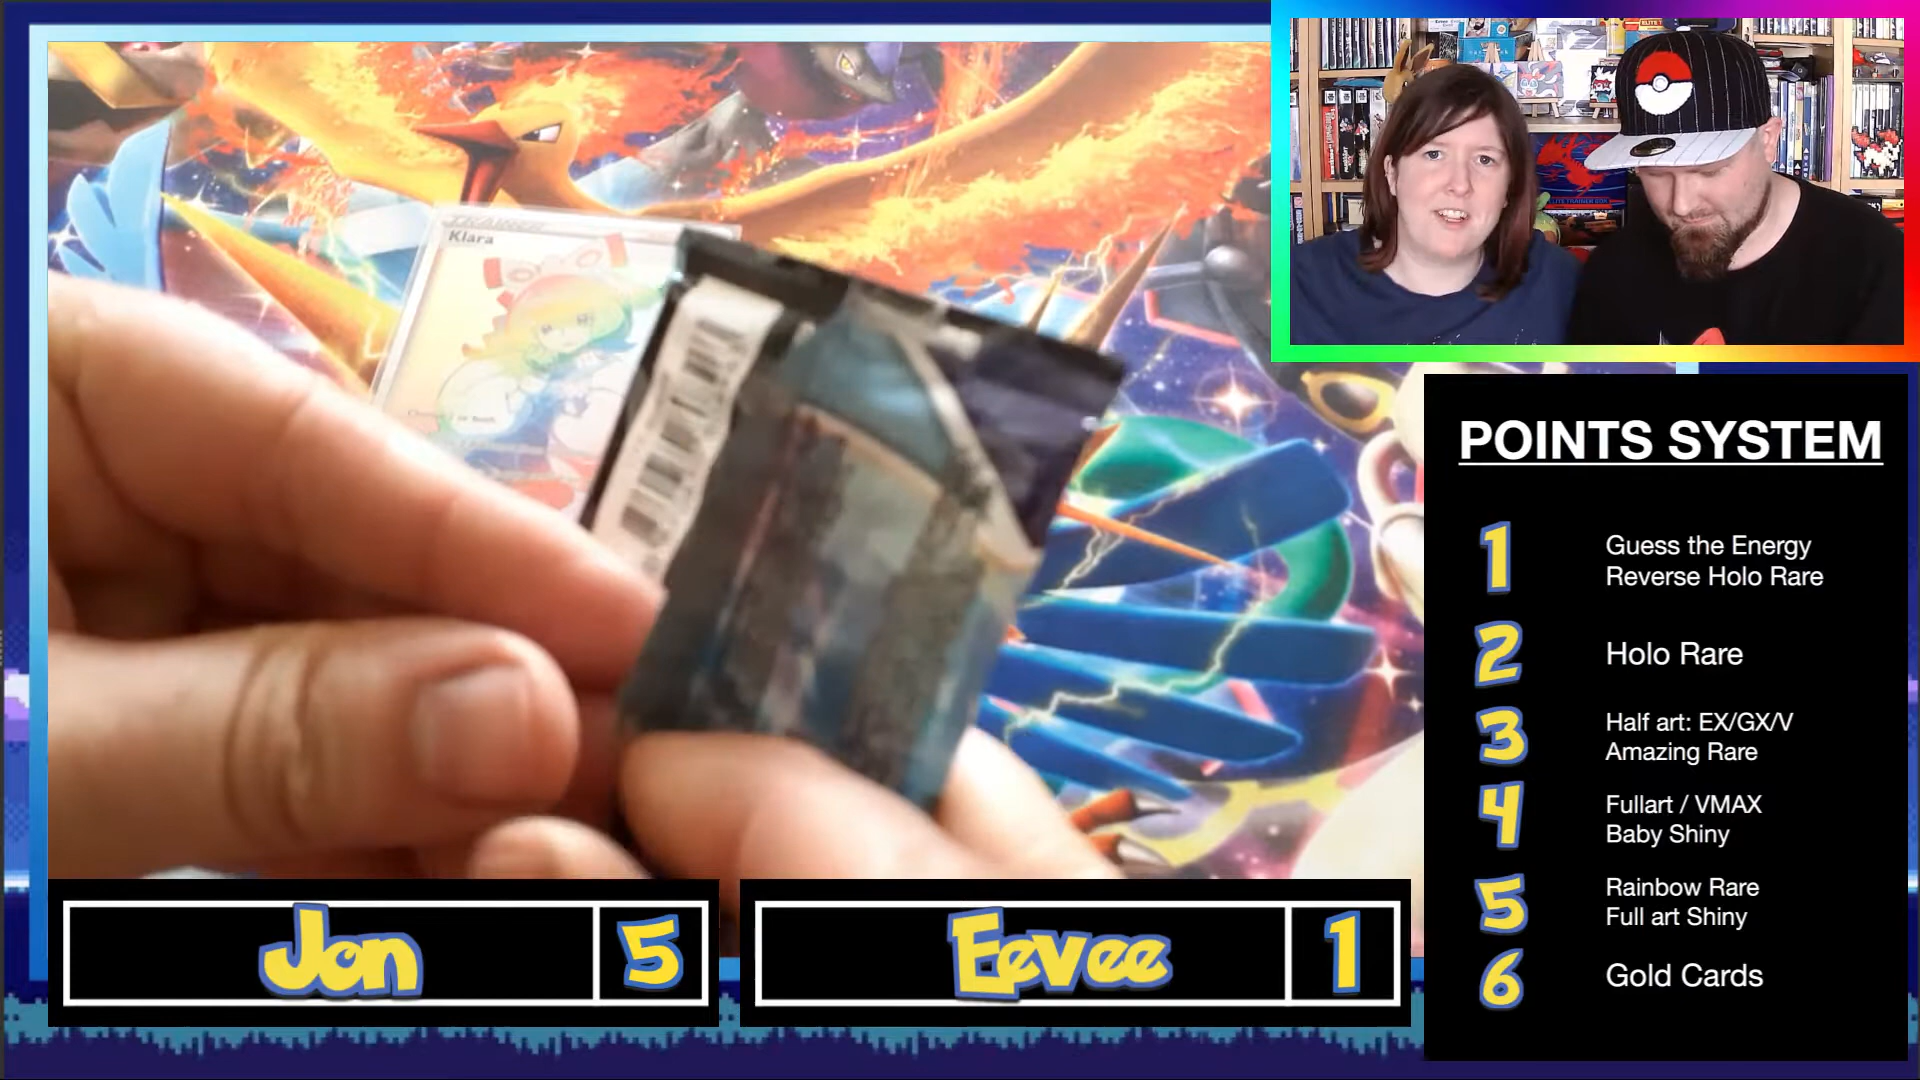 TRAINER
Klara
POINTS SYSTEM
1
Guess the Energy
Reverse Holo Rare
2
Holo Rare
3
Half art: EX/GX/V
Amazing Rare
4
Fullart / VMAX
Baby Shiny
5
Rainbow Rare
Full art Shiny
6
Gold Cards
Jon 5
Eevee 1